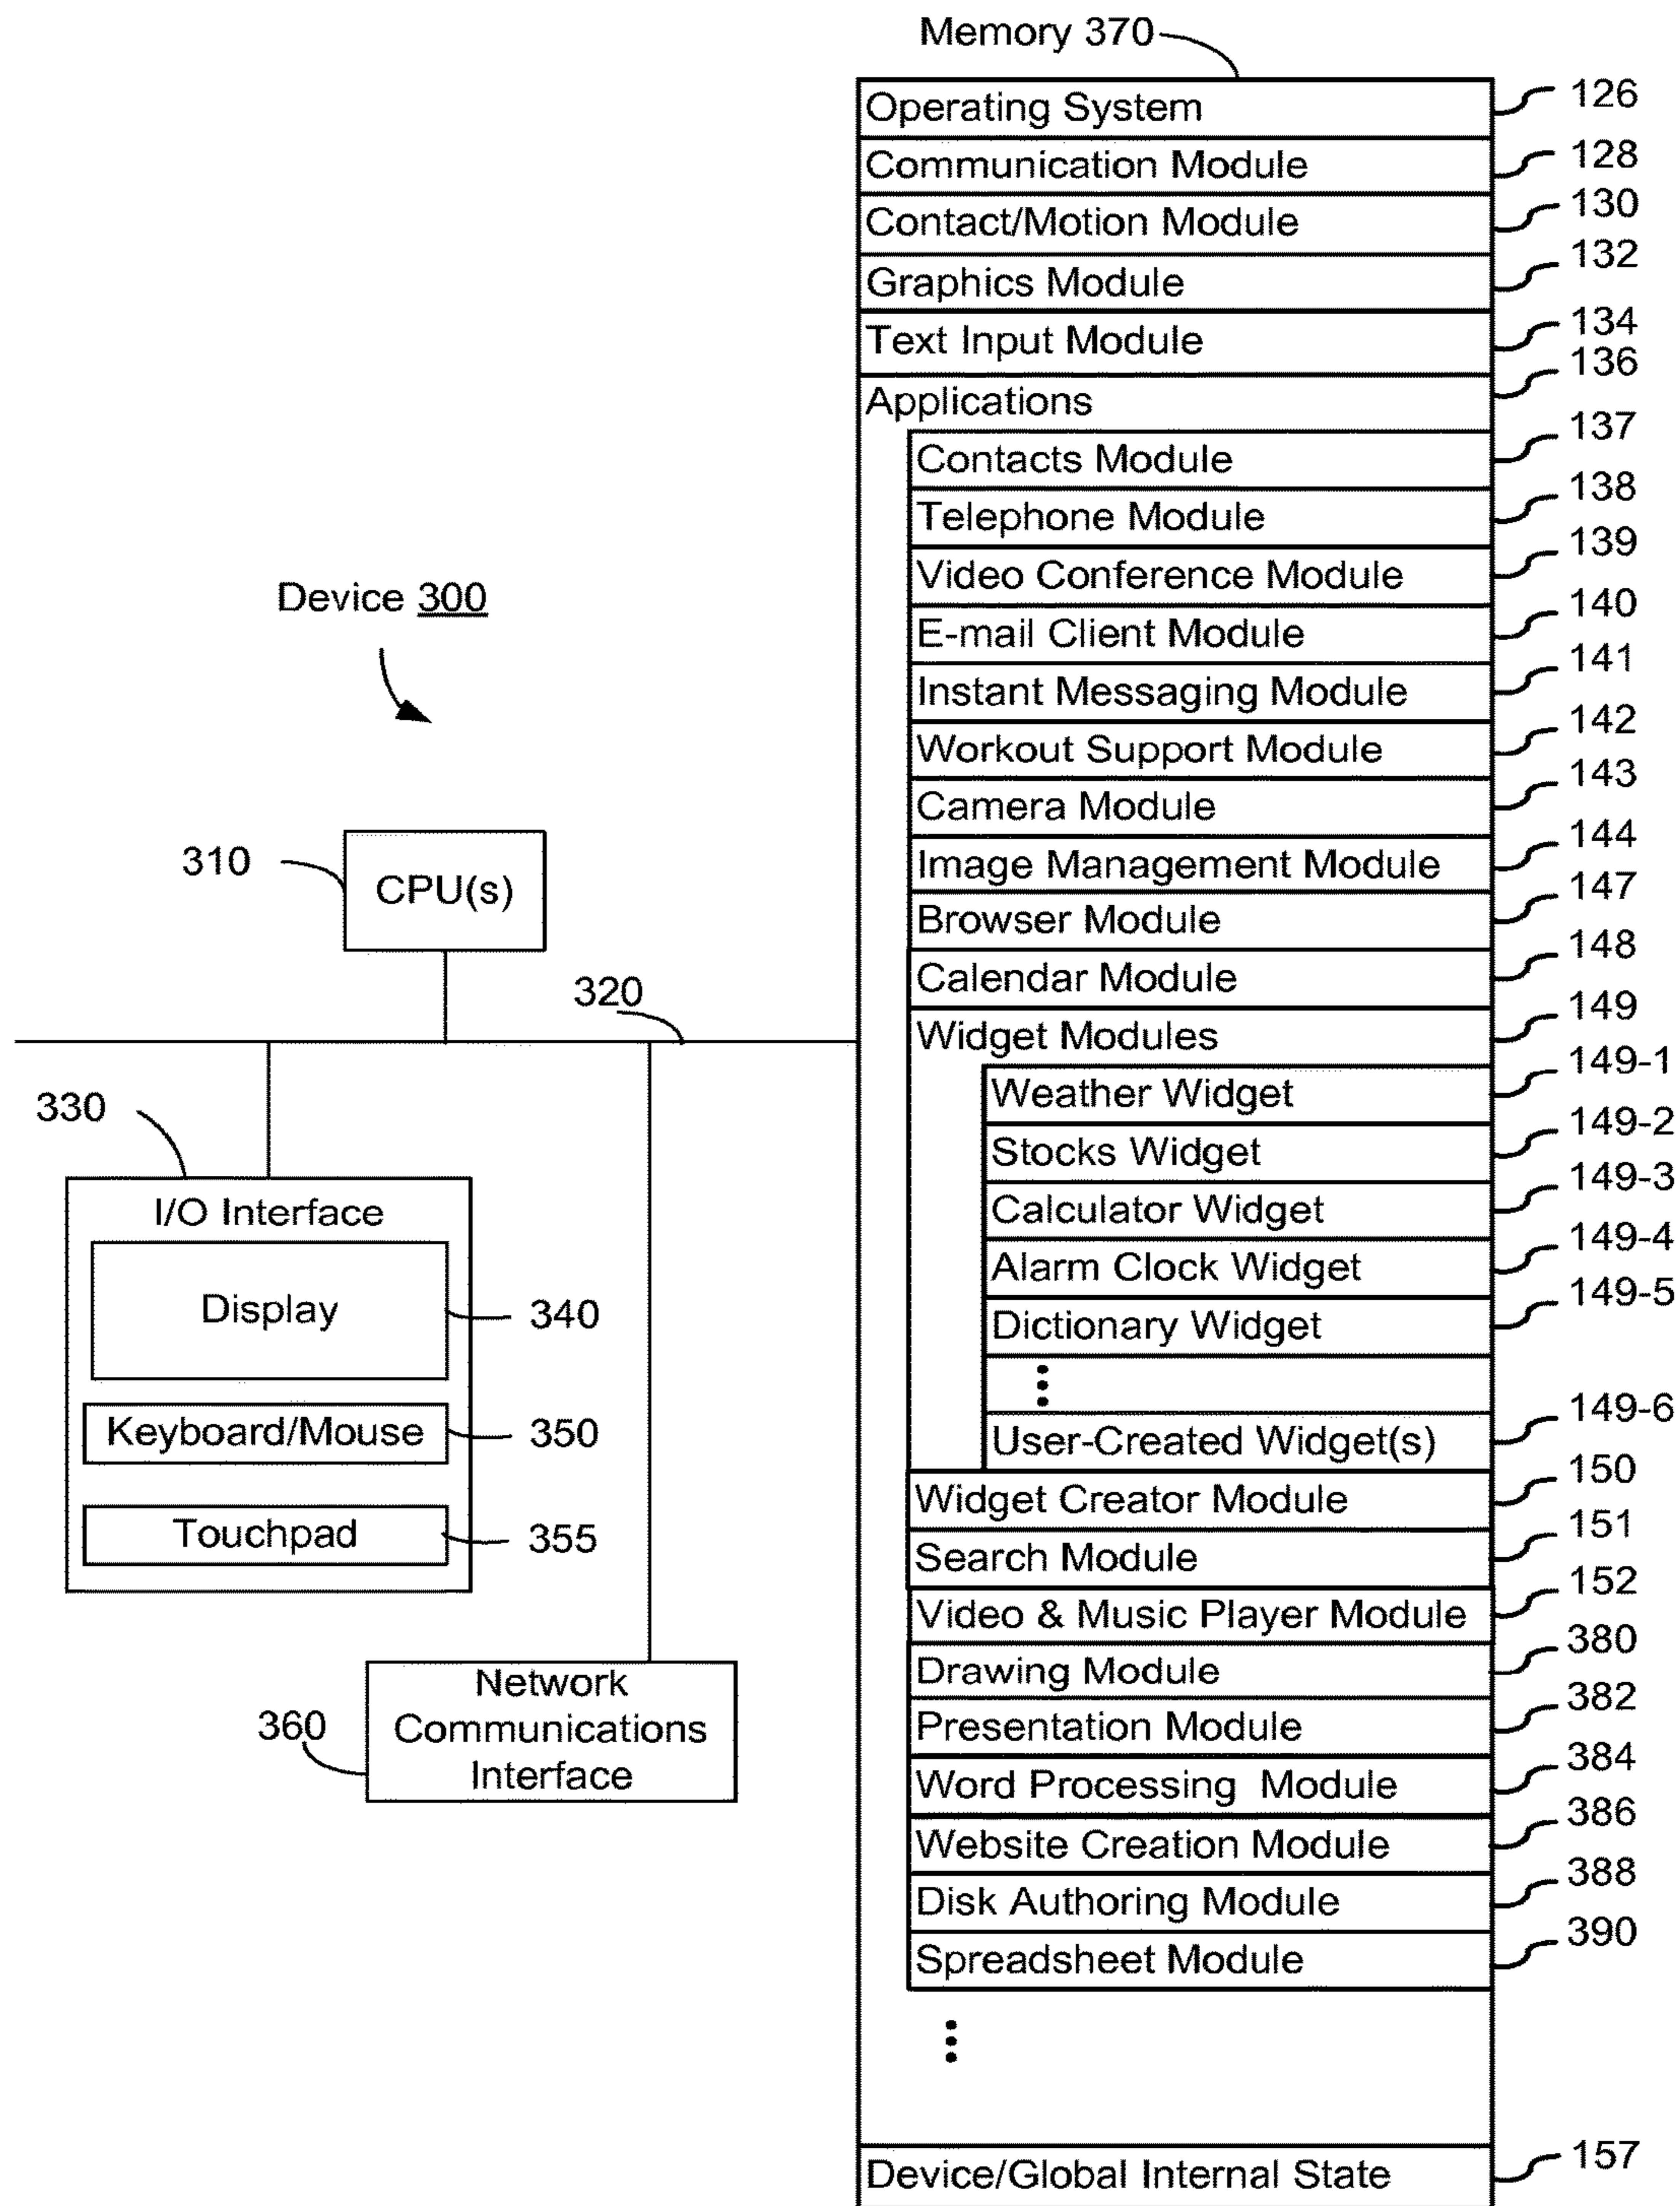 Memory 370
Operating System 126
Communication Module 128
Contact/Motion Module 130
Graphics Module 132
Text Input Module 134
Applications 136
Contacts Module 137
Telephone Module 138
Video Conference Module 139
E-mail Client Module 140
Instant Messaging Module 141
Workout Support Module 142
Camera Module 143
Image Management Module 144
Browser Module 147
Calendar Module 148
Widget Modules 149
Weather Widget 149-1
Stocks Widget 149-2
Calculator Widget 149-3
Alarm Clock Widget 149-4
Dictionary Widget 149-5
User-Created Widget(s) 149-6
Widget Creator Module 150
Search Module 151
Video & Music Player Module 152
Drawing Module 380
Presentation Module 382
Word Processing Module 384
Website Creation Module 386
Disk Authoring Module 388
Spreadsheet Module 390
Device/Global Internal State 157
Device 300
310
CPU(s)
320
330
I/O Interface
Display 340
Keyboard/Mouse 350
Touchpad 355
360
Network
Communications
Interface